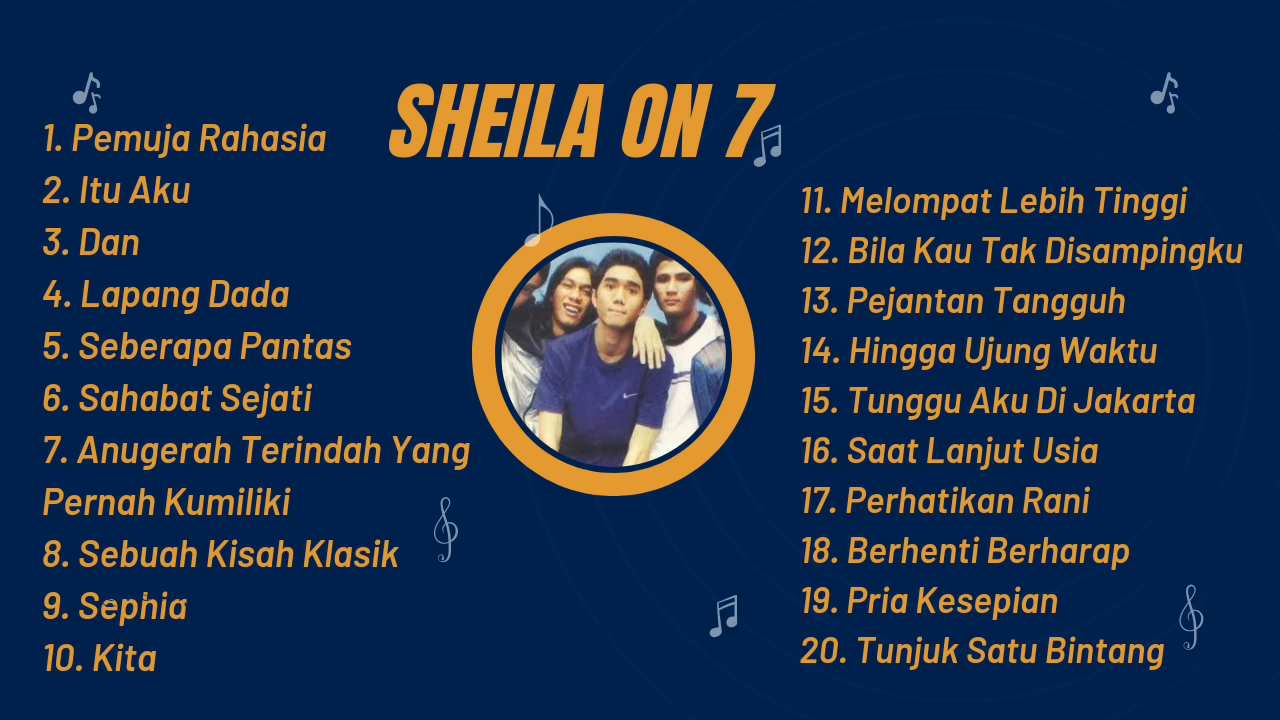 SHEILA ON 7
1. Pemuja Rahasia
2. Itu Aku
3. Dan
4. Lapang Dada
5. Seberapa Pantas
6. Sahabat Sejati
7. Anugerah Terindah Yang
Pernah Kumiliki
8. Sebuah Kisah Klasik
9. Sephia
10. Kita
11. Melompat Lebih Tinggi
12. Bila Kau Tak Disampingku
13. Pejantan Tangguh
14. Hingga Ujung Waktu
15. Tunggu Aku Di Jakarta
16. Saat Lanjut Usia
17. Perhatikan Rani
18. Berhenti Berharap
19. Pria Kesepian
20. Tunjuk Satu Bintang